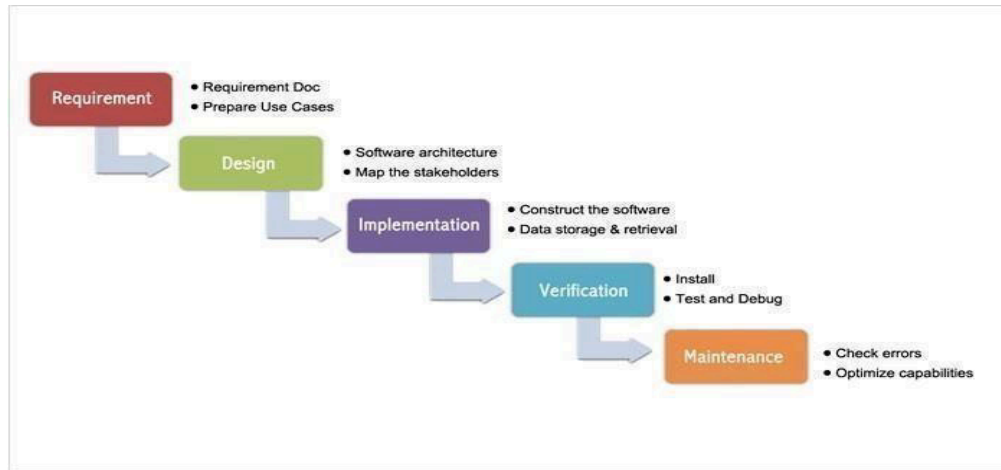 Requirement
• Requirement Doc
• Prepare Use Cases
Design
• Software architecture
• Map the stakeholders
Implementation
• Construct the software
• Data storage & retrieval
Verification
• Install
• Test and Debug
Maintenance
• Check errors
• Optimize capabilities